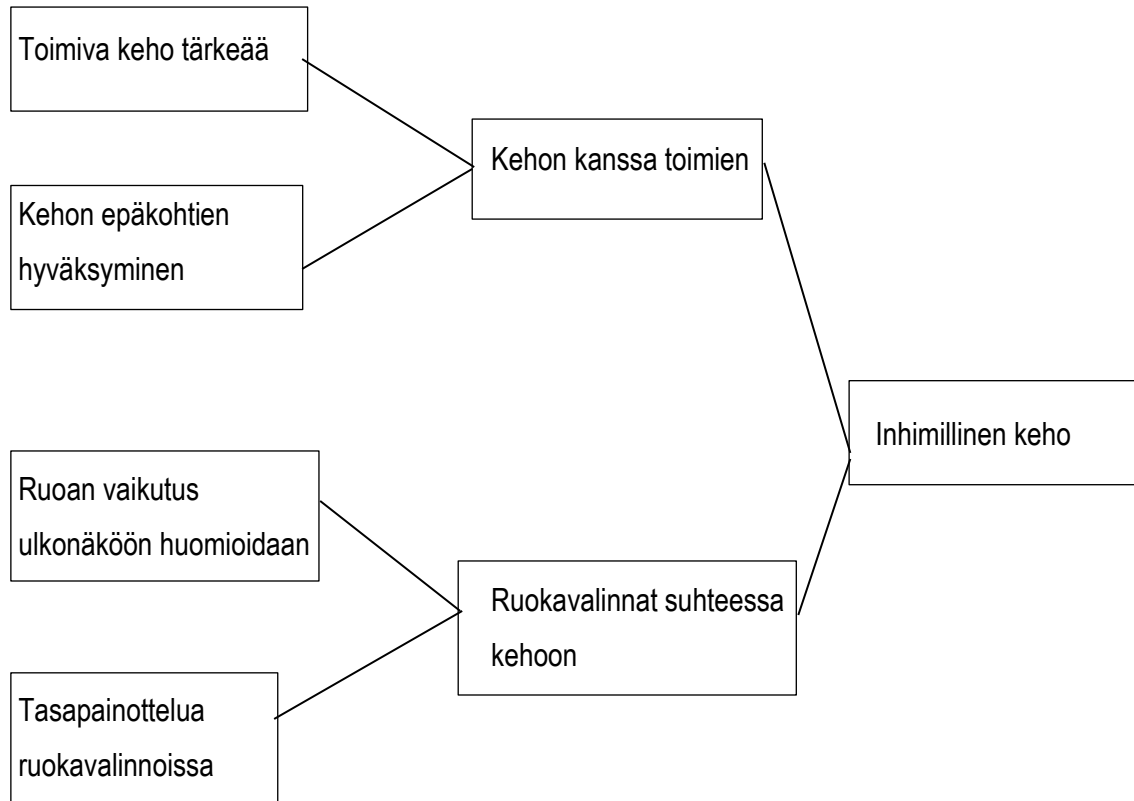 Toimiva keho tärkeää
Kehon epäkohtien
hyväksyminen
Kehon kanssa toimien
Ruoan vaikutus
ulkonäköön huomioidaan
Tasapainottelua
ruokavalinnoissa
Ruokavalinnat suhteessa
kehoon
Inhimillinen keho